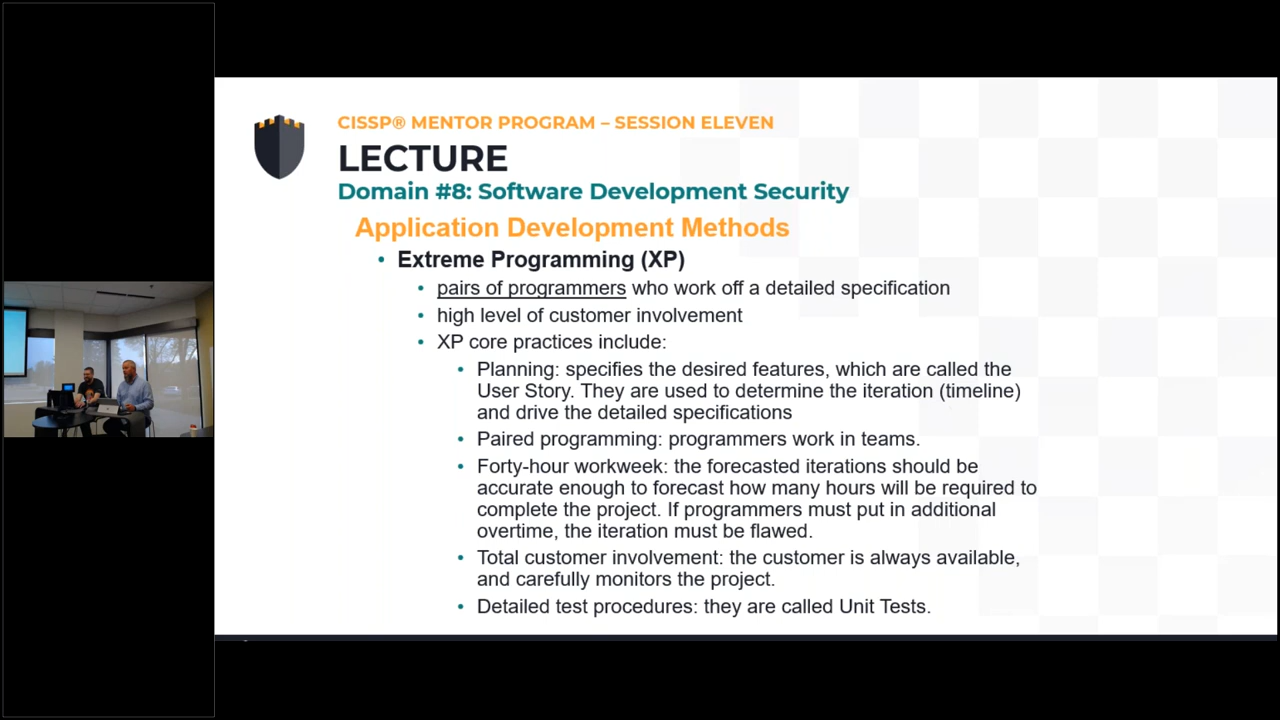 CISSP® MENTOR PROGRAM – SESSION ELEVEN
LECTURE
Domain #8: Software Development Security
Application Development Methods
• Extreme Programming (XP)
• pairs of programmers who work off a detailed specification
• high level of customer involvement
• XP core practices include:
• Planning: specifies the desired features, which are called the
User Story. They are used to determine the iteration (timeline)
and drive the detailed specifications
• Paired programming: programmers work in teams.
• Forty-hour workweek: the forecasted iterations should be
accurate enough to forecast how many hours will be required to
complete the project. If programmers must put in additional
overtime, the iteration must be flawed.
• Total customer involvement: the customer is always available,
and carefully monitors the project.
• Detailed test procedures: they are called Unit Tests.